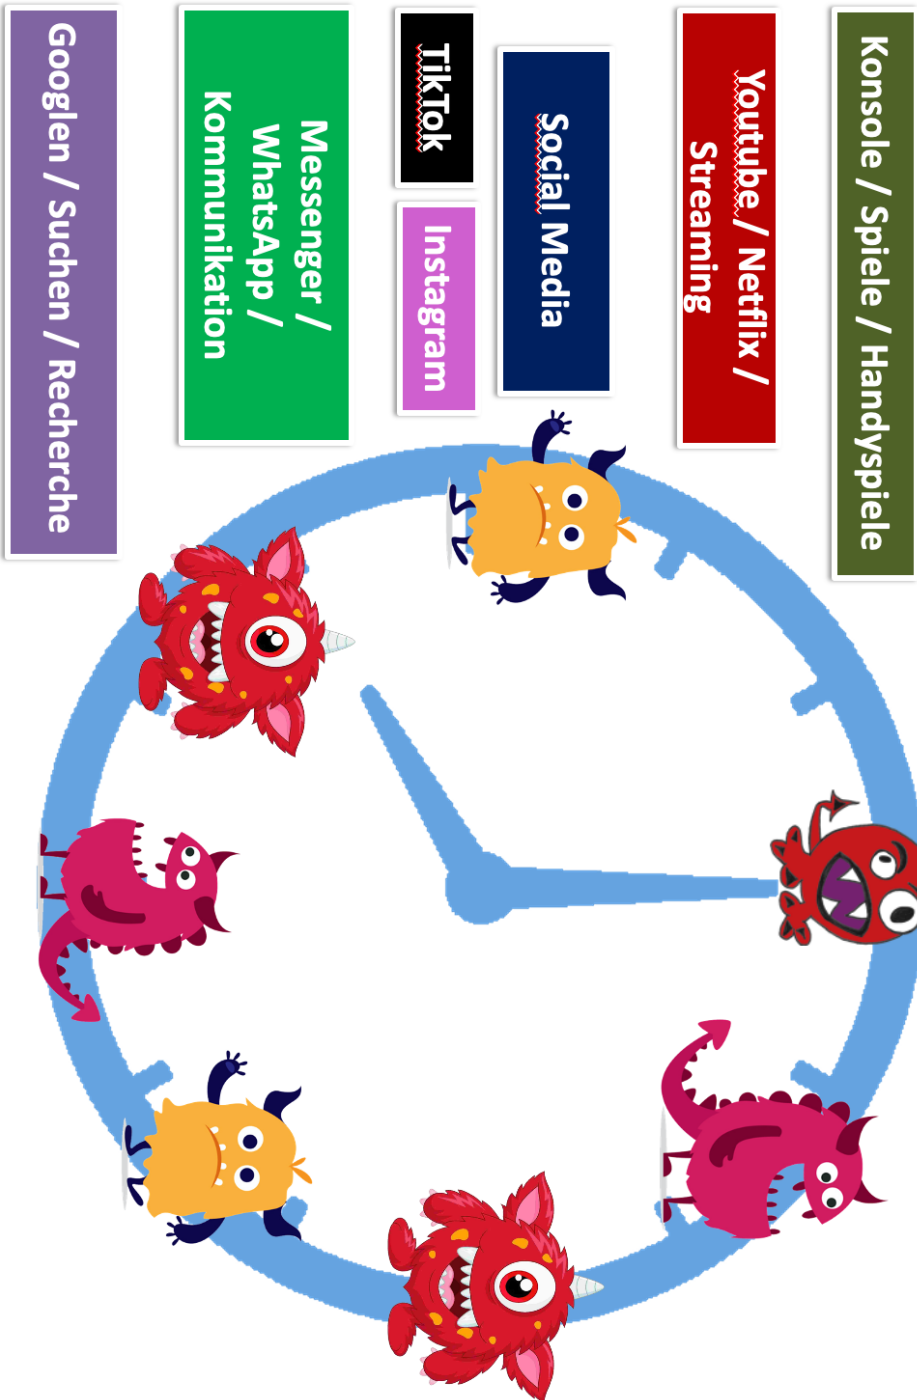 Konsole / Spiele / Handyspiele
Youtube / Netflix /
Streaming
Social Media
TikTok
Instagram
Messenger /
WhatsApp /
Kommunikation
Googlen / Suchen / Recherche